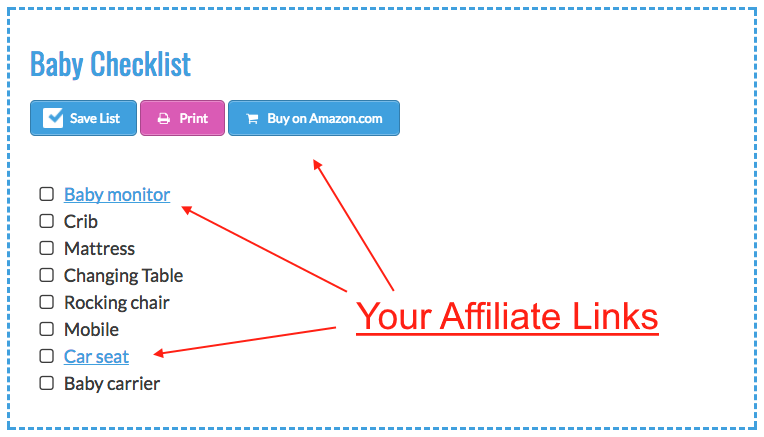 Baby Checklist
Save List Print Buy on Amazon.com
Baby monitor
Crib
Mattress
Changing Table
Rocking chair
Your Affiliate Links
Mobile
Car seat
Baby carrier